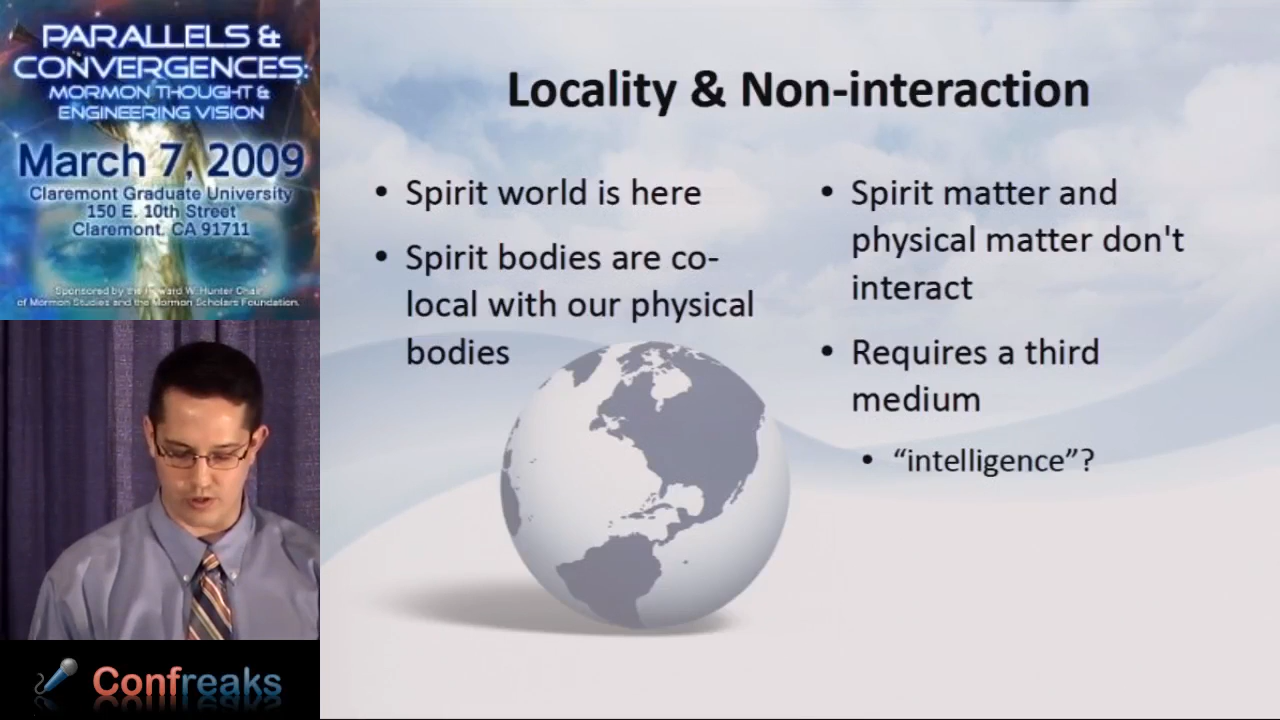 PARALLELS &
CONVERGENCES:
MORMON THOUGHT &
ENGINEERING VISION
March 7, 2009
Claremont Graduate University
150 E. 10th Street
Claremont, CA 91711
Sponsored by the Howard W. Hunter Chair
of Mormon Studies and the Mormon Scholars Foundation.
Confreaks
Locality & Non-interaction
• Spirit world is here
• Spirit bodies are co-
local with our physical
bodies
• Spirit matter and
physical matter don't
interact
• Requires a third
medium
• “intelligence”?